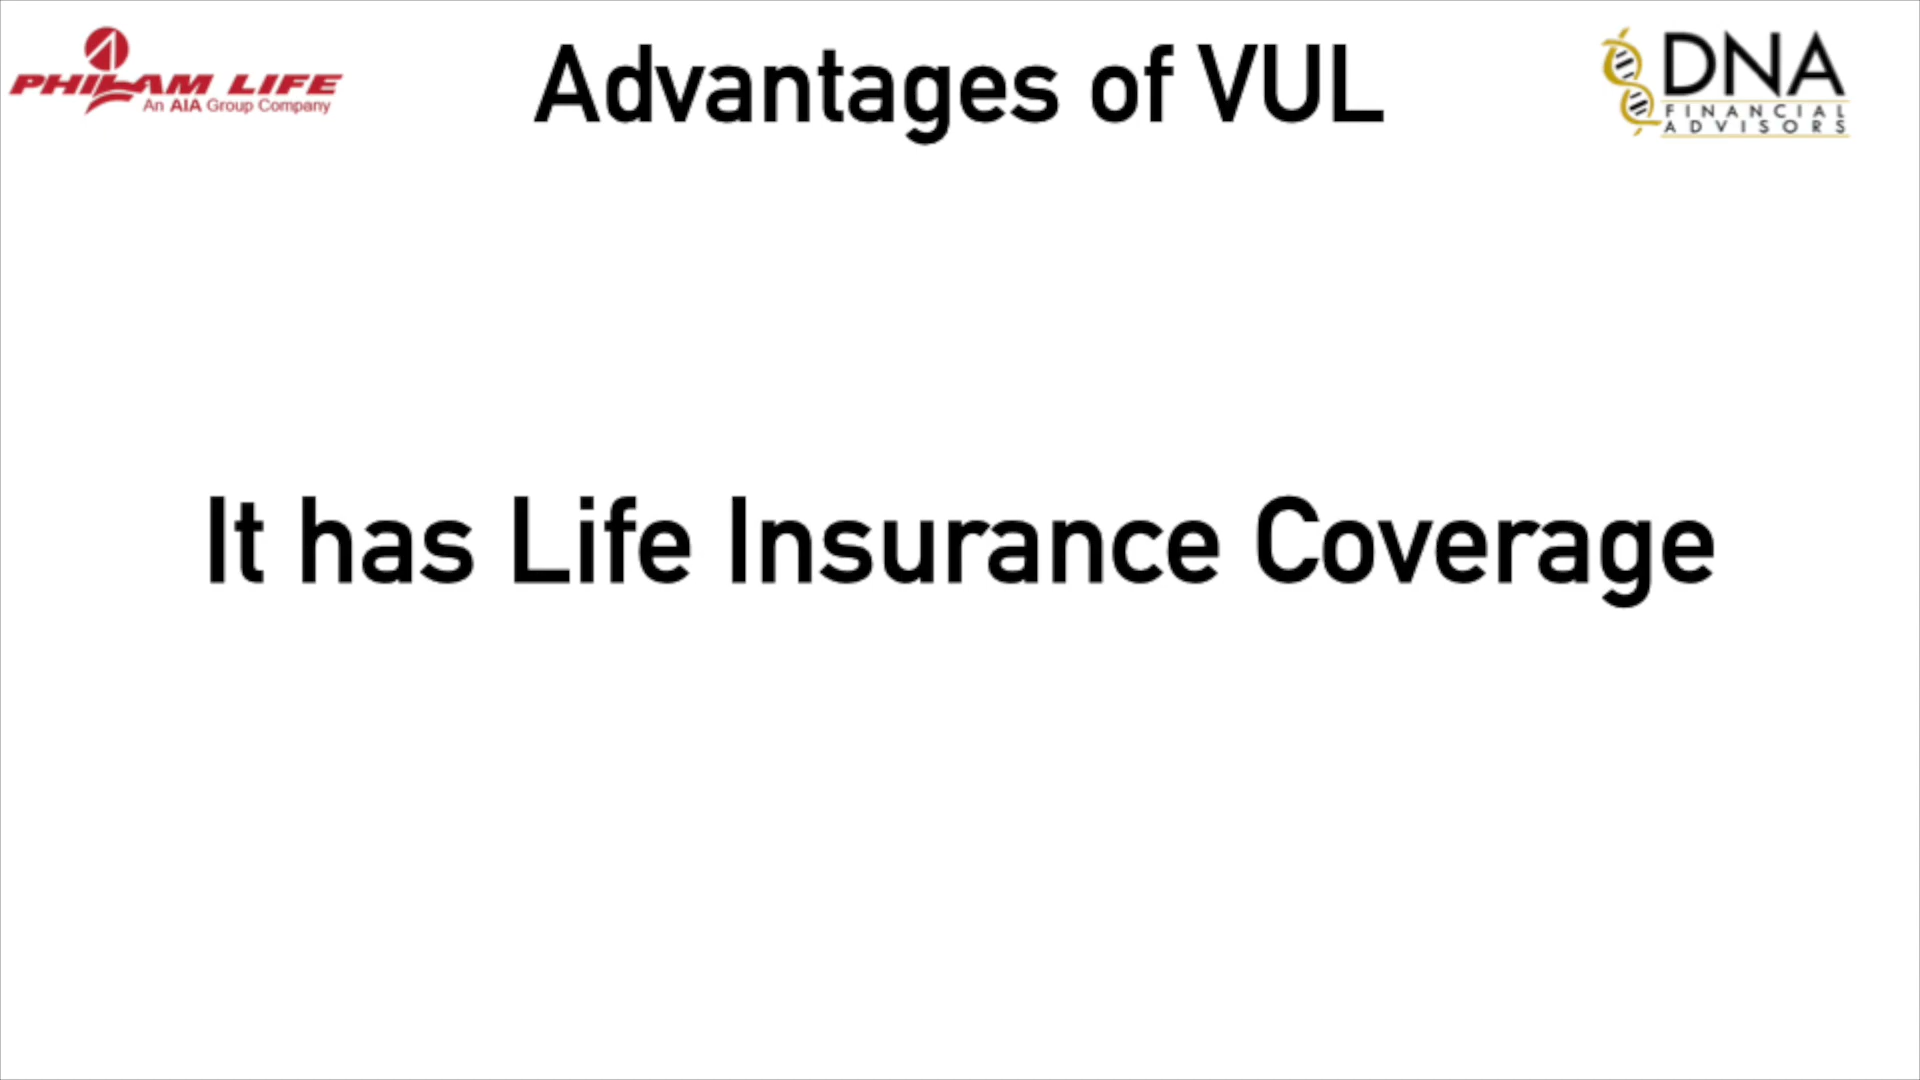 PHILAM LIFE
An AIA Group Company
Advantages of VUL
DNA
FINANCIAL
ADVISORS
It has Life Insurance Coverage